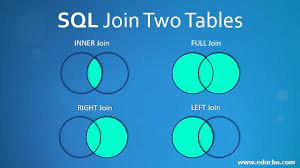 SQL Join Two Tables
INNER Join
FULL Join
RIGHT Join
LEFT Join
www.educba.com